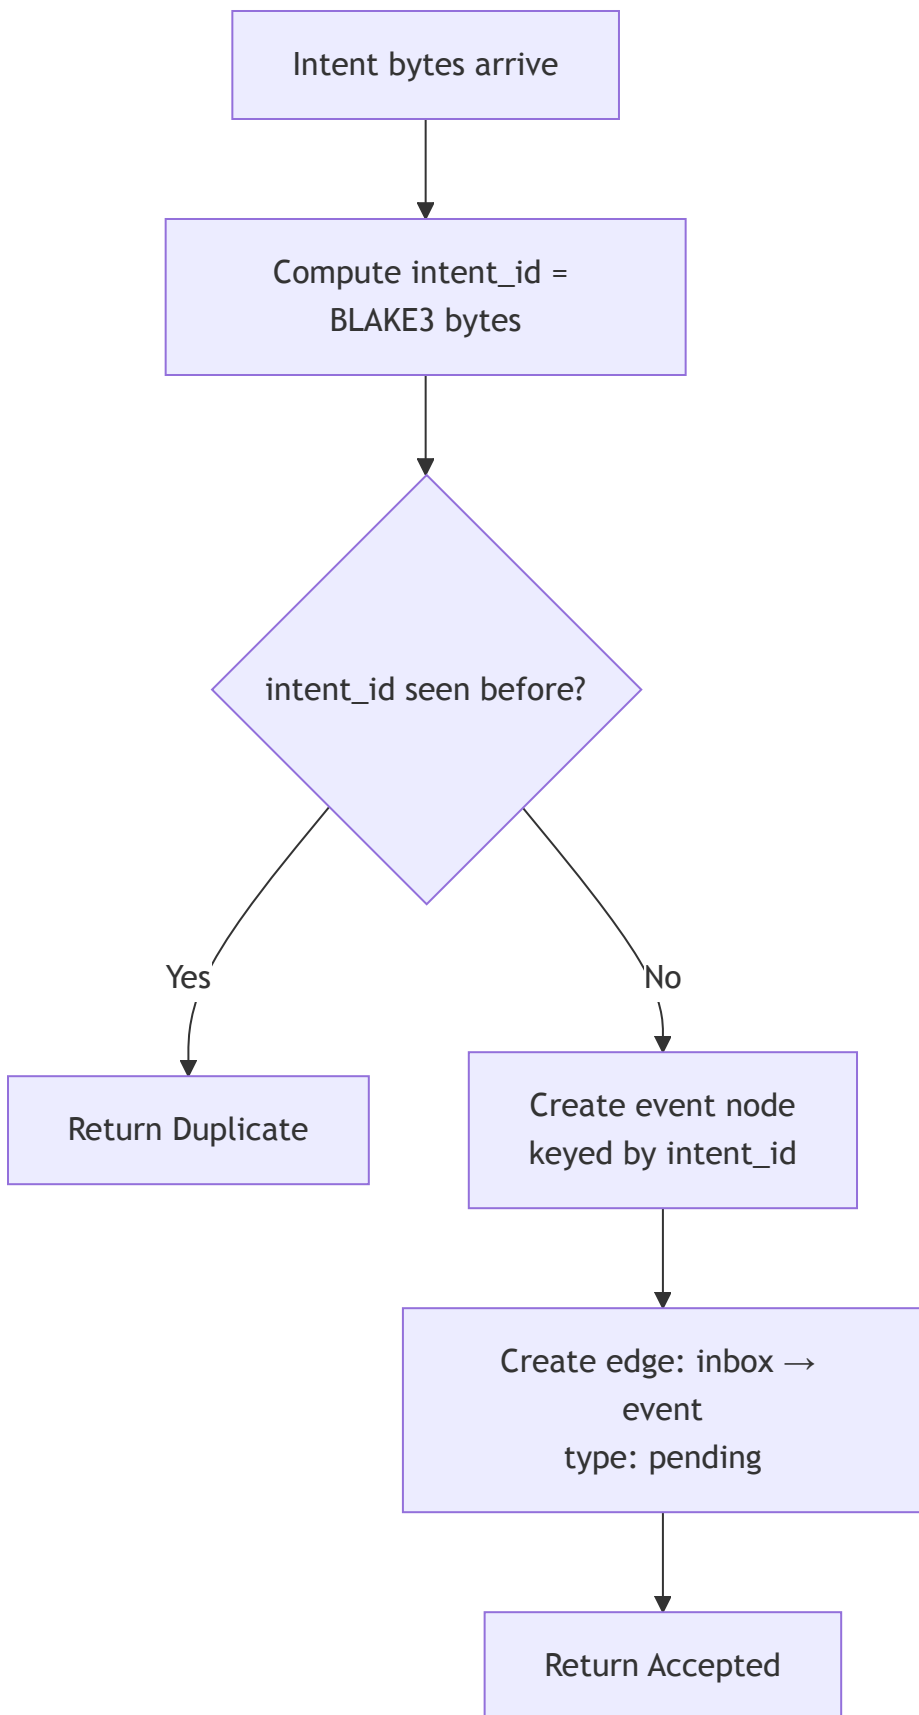 Intent bytes arrive
Compute intent_id =
BLAKE3 bytes
intent_id seen before?
Yes
No
Return Duplicate
Create event node
keyed by intent_id
Create edge: inbox →
event
type: pending
Return Accepted